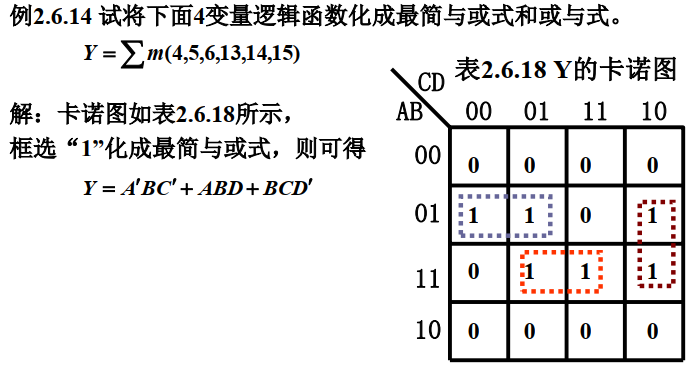 例2.6.14 试将下面4变量逻辑函数化成最简与或式和或与式。
Y = ∑ m(4,5,6,13,14,15)
解：卡诺图如表2.6.18所示，
框选“1”化成最简与或式，则可得
Y = A′BC′ + ABD + BCD′
表2.6.18 Y的卡诺图
CD
AB 00 01 11 10
00 0 0 0 0
01 1 1 0 1
11 0 1 1 1
10 0 0 0 0